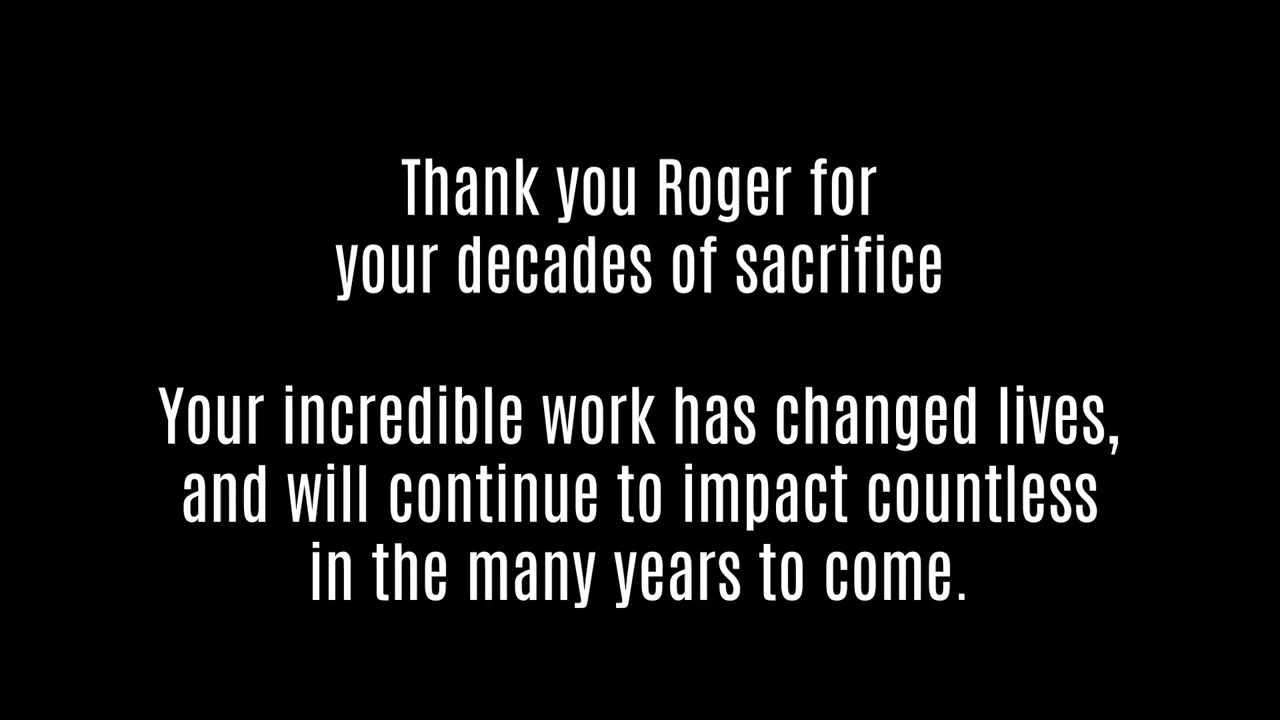 Thank you Roger for
your decades of sacrifice
Your incredible work has changed lives,
and will continue to impact countless
in the many years to come.